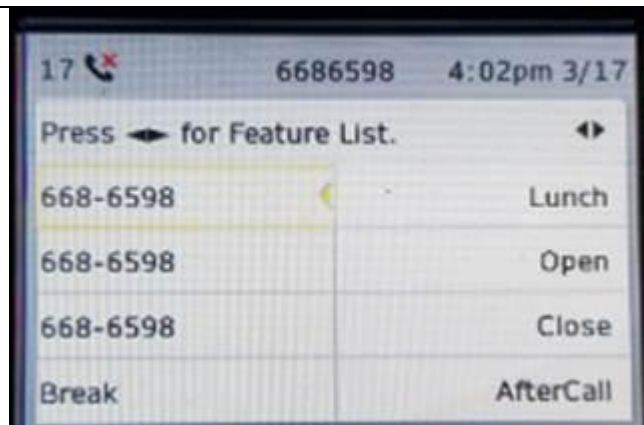 17 6686598 4:02pm 3/17
Press ◄► for Feature List. ◄►
668-6598 Lunch
668-6598 Open
668-6598 Close
Break AfterCall